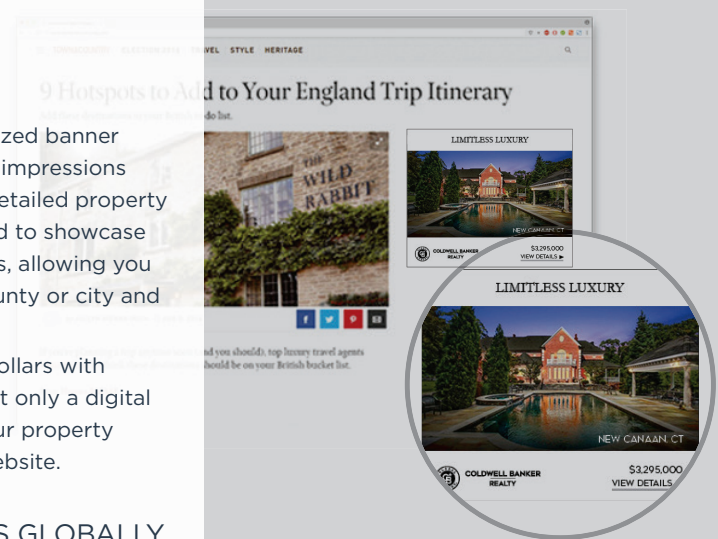 ELECTION 2016 TRAVEL STYLE HERITAGE
9 Hotspots to Add to Your England Trip Itinerary
do list.
THE
WILD
RABBIT
LIMITLESS LUXURY
NEW CANAAN, CT
COLDWELL BANKER
REALTY
$3,295,000
VIEW DETAILS
nd you should), top luxury travel agents
should be on your British bucket list.
ized banner
impressions
etailed property
d to showcase
s, allowing you
unty or city and
ollars with
t only a digital
ur property
ebsite.
S GLOBALLY
LIMITLESS LUXURY
NEW CANAAN, CT
COLDWELL BANKER
REALTY
$3,295,000
VIEW DETAILS